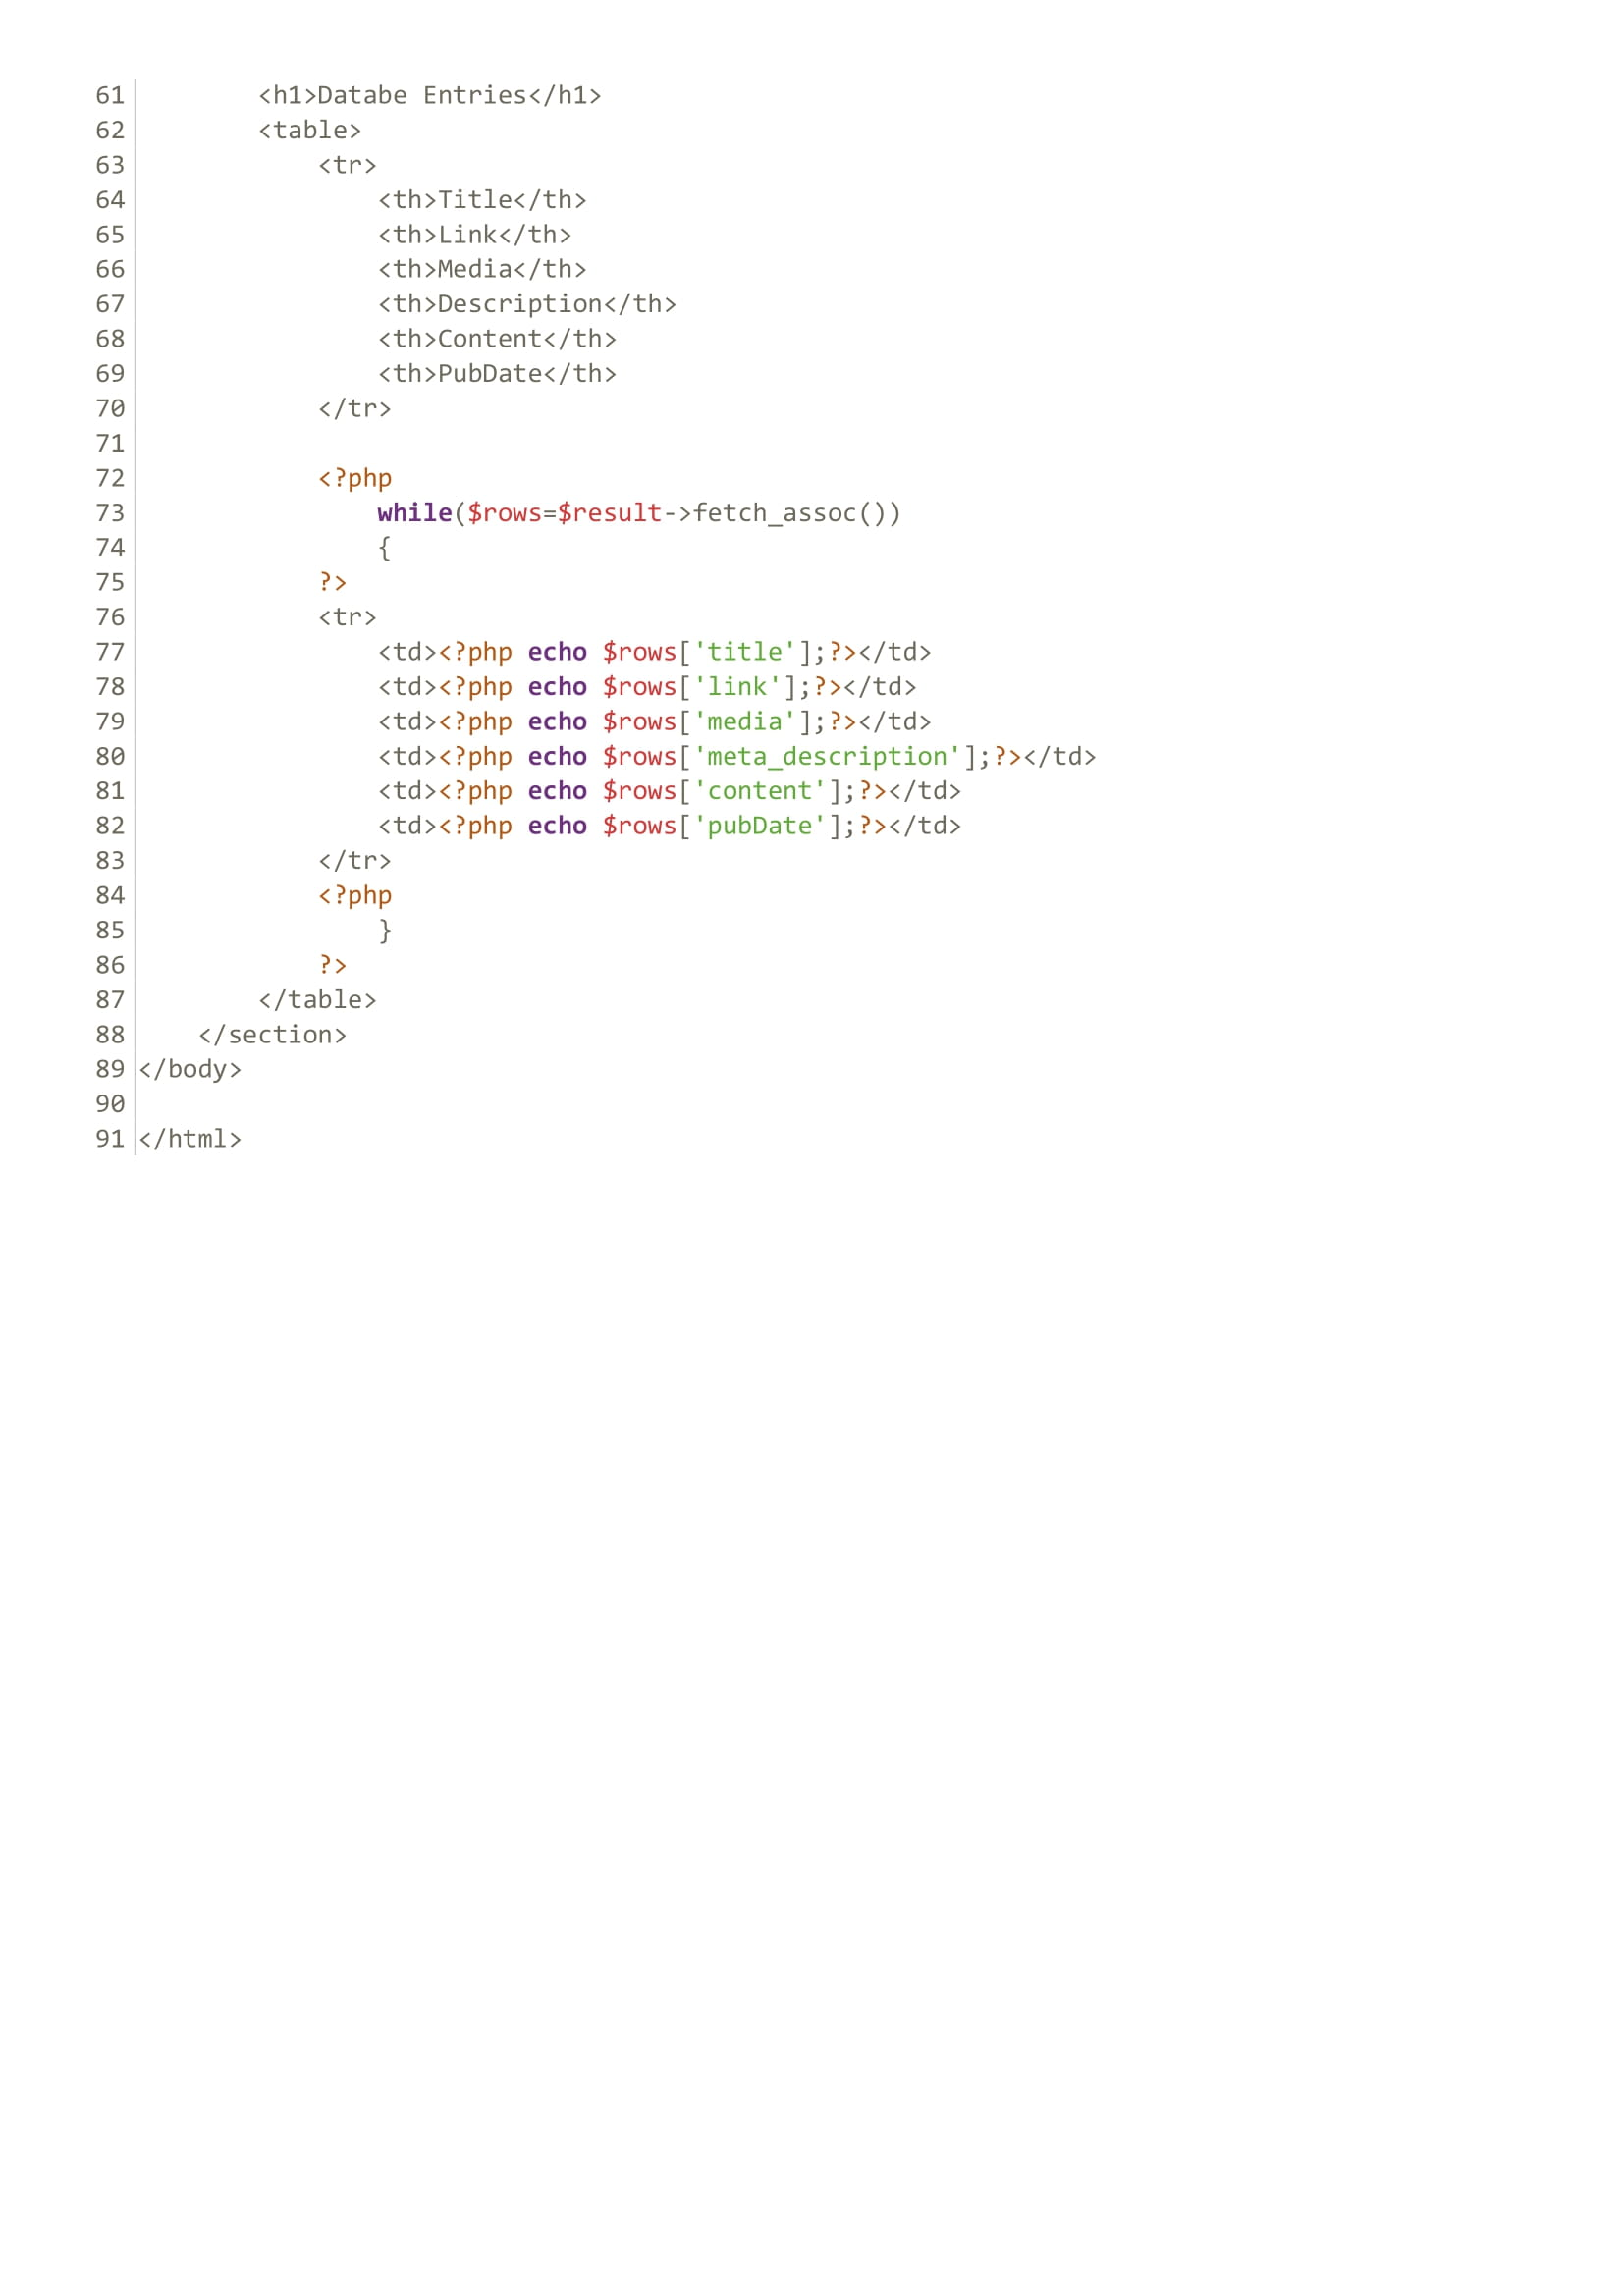 61         <h1>Databe Entries</h1>
62         <table>
63             <tr>
64                 <th>Title</th>
65                 <th>Link</th>
66                 <th>Media</th>
67                 <th>Description</th>
68                 <th>Content</th>
69                 <th>PubDate</th>
70             </tr>
71
72             <?php
73                 while($rows=$result->fetch_assoc())
74                 {
75             ?>
76             <tr>
77                 <td><?php echo $rows['title'];?></td>
78                 <td><?php echo $rows['link'];?></td>
79                 <td><?php echo $rows['media'];?></td>
80                 <td><?php echo $rows['meta_description'];?></td>
81                 <td><?php echo $rows['content'];?></td>
82                 <td><?php echo $rows['pubDate'];?></td>
83             </tr>
84             <?php
85                 }
86             ?>
87         </table>
88     </section>
89 </body>
90
91 </html>